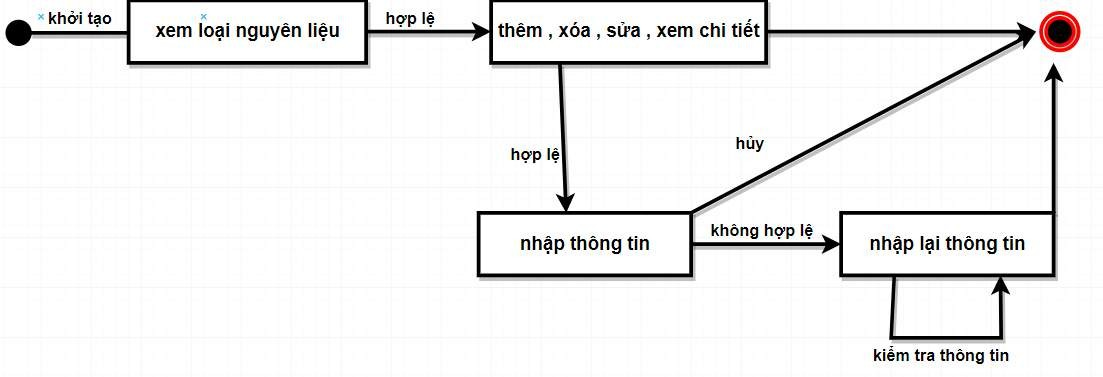 khởi tạo
xem loại nguyên liệu
hợp lệ
thêm , xóa , sửa , xem chi tiết
hợp lệ
hủy
nhập thông tin
không hợp lệ
nhập lại thông tin
kiểm tra thông tin